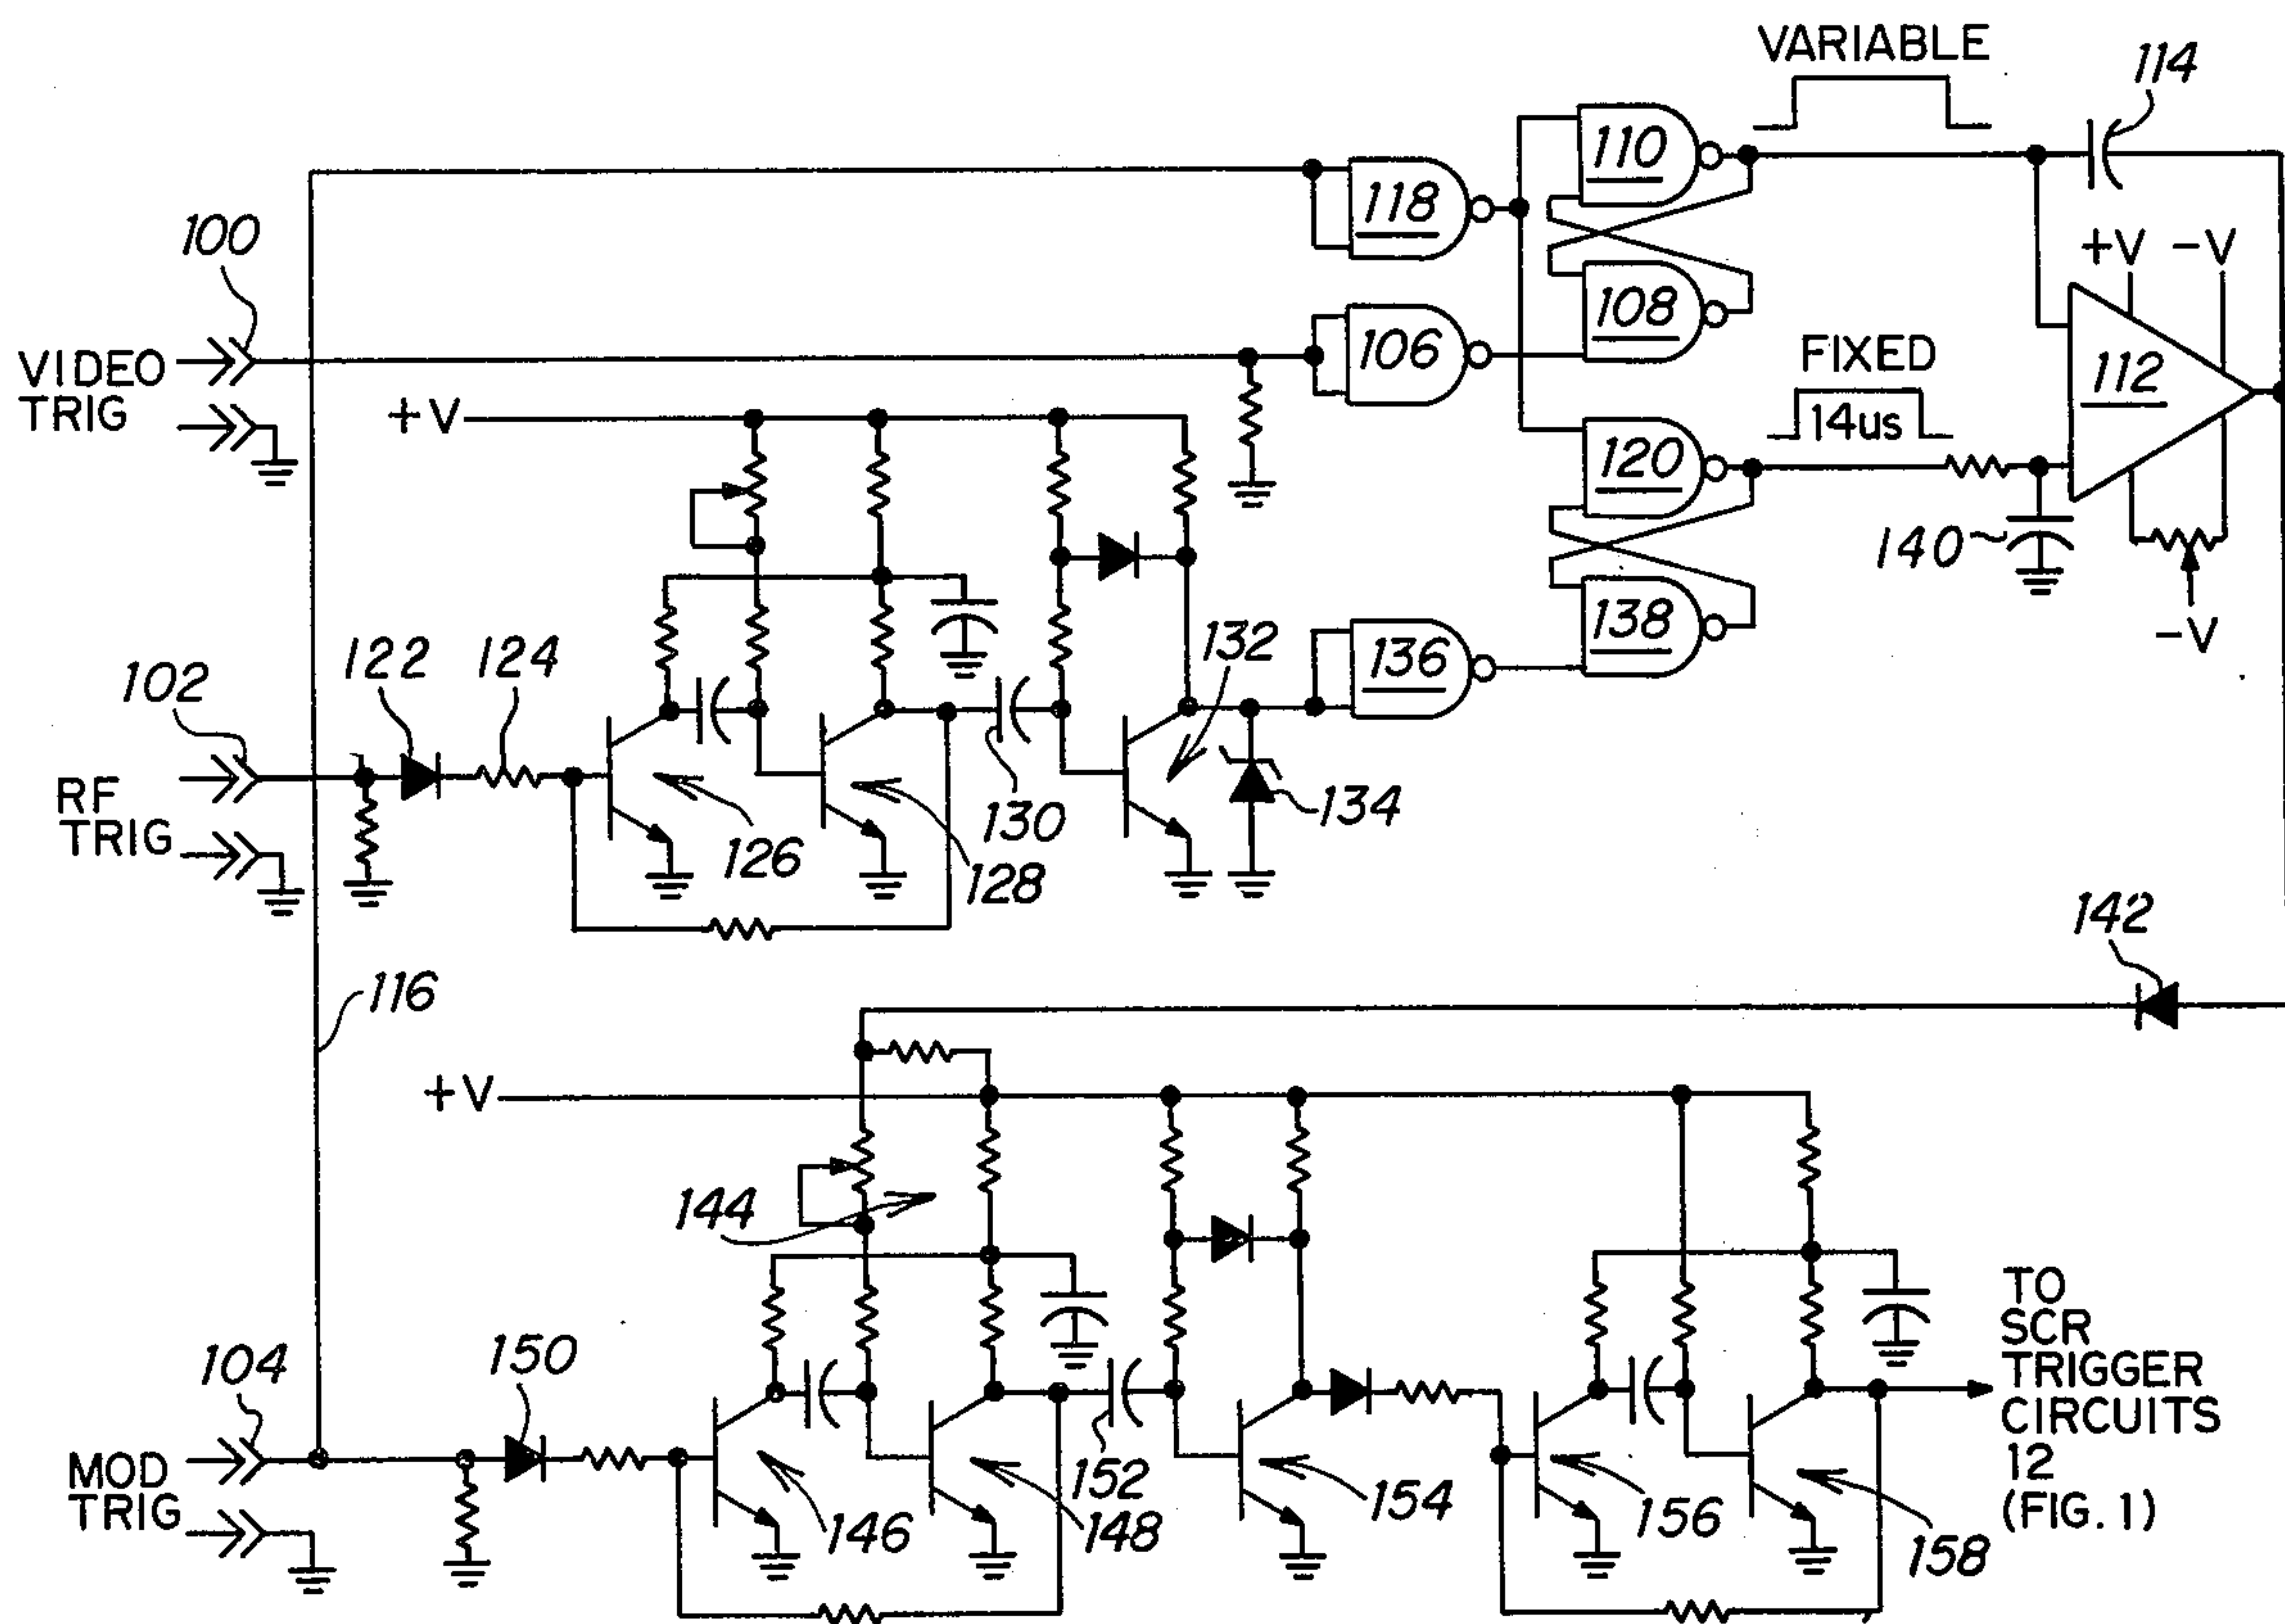 VARIABLE
114
110
118
100
+V -V
108
VIDEO
TRIG
106
FIXED
14us
112
+V
120
140
-V
138
136
132
102
122
124
RF
TRIG
126
128
130
134
142
116
+V
144
104
150
MOD
TRIG
146
148
152
154
156
158
TO
SCR
TRIGGER
CIRCUITS
12
(FIG. 1)